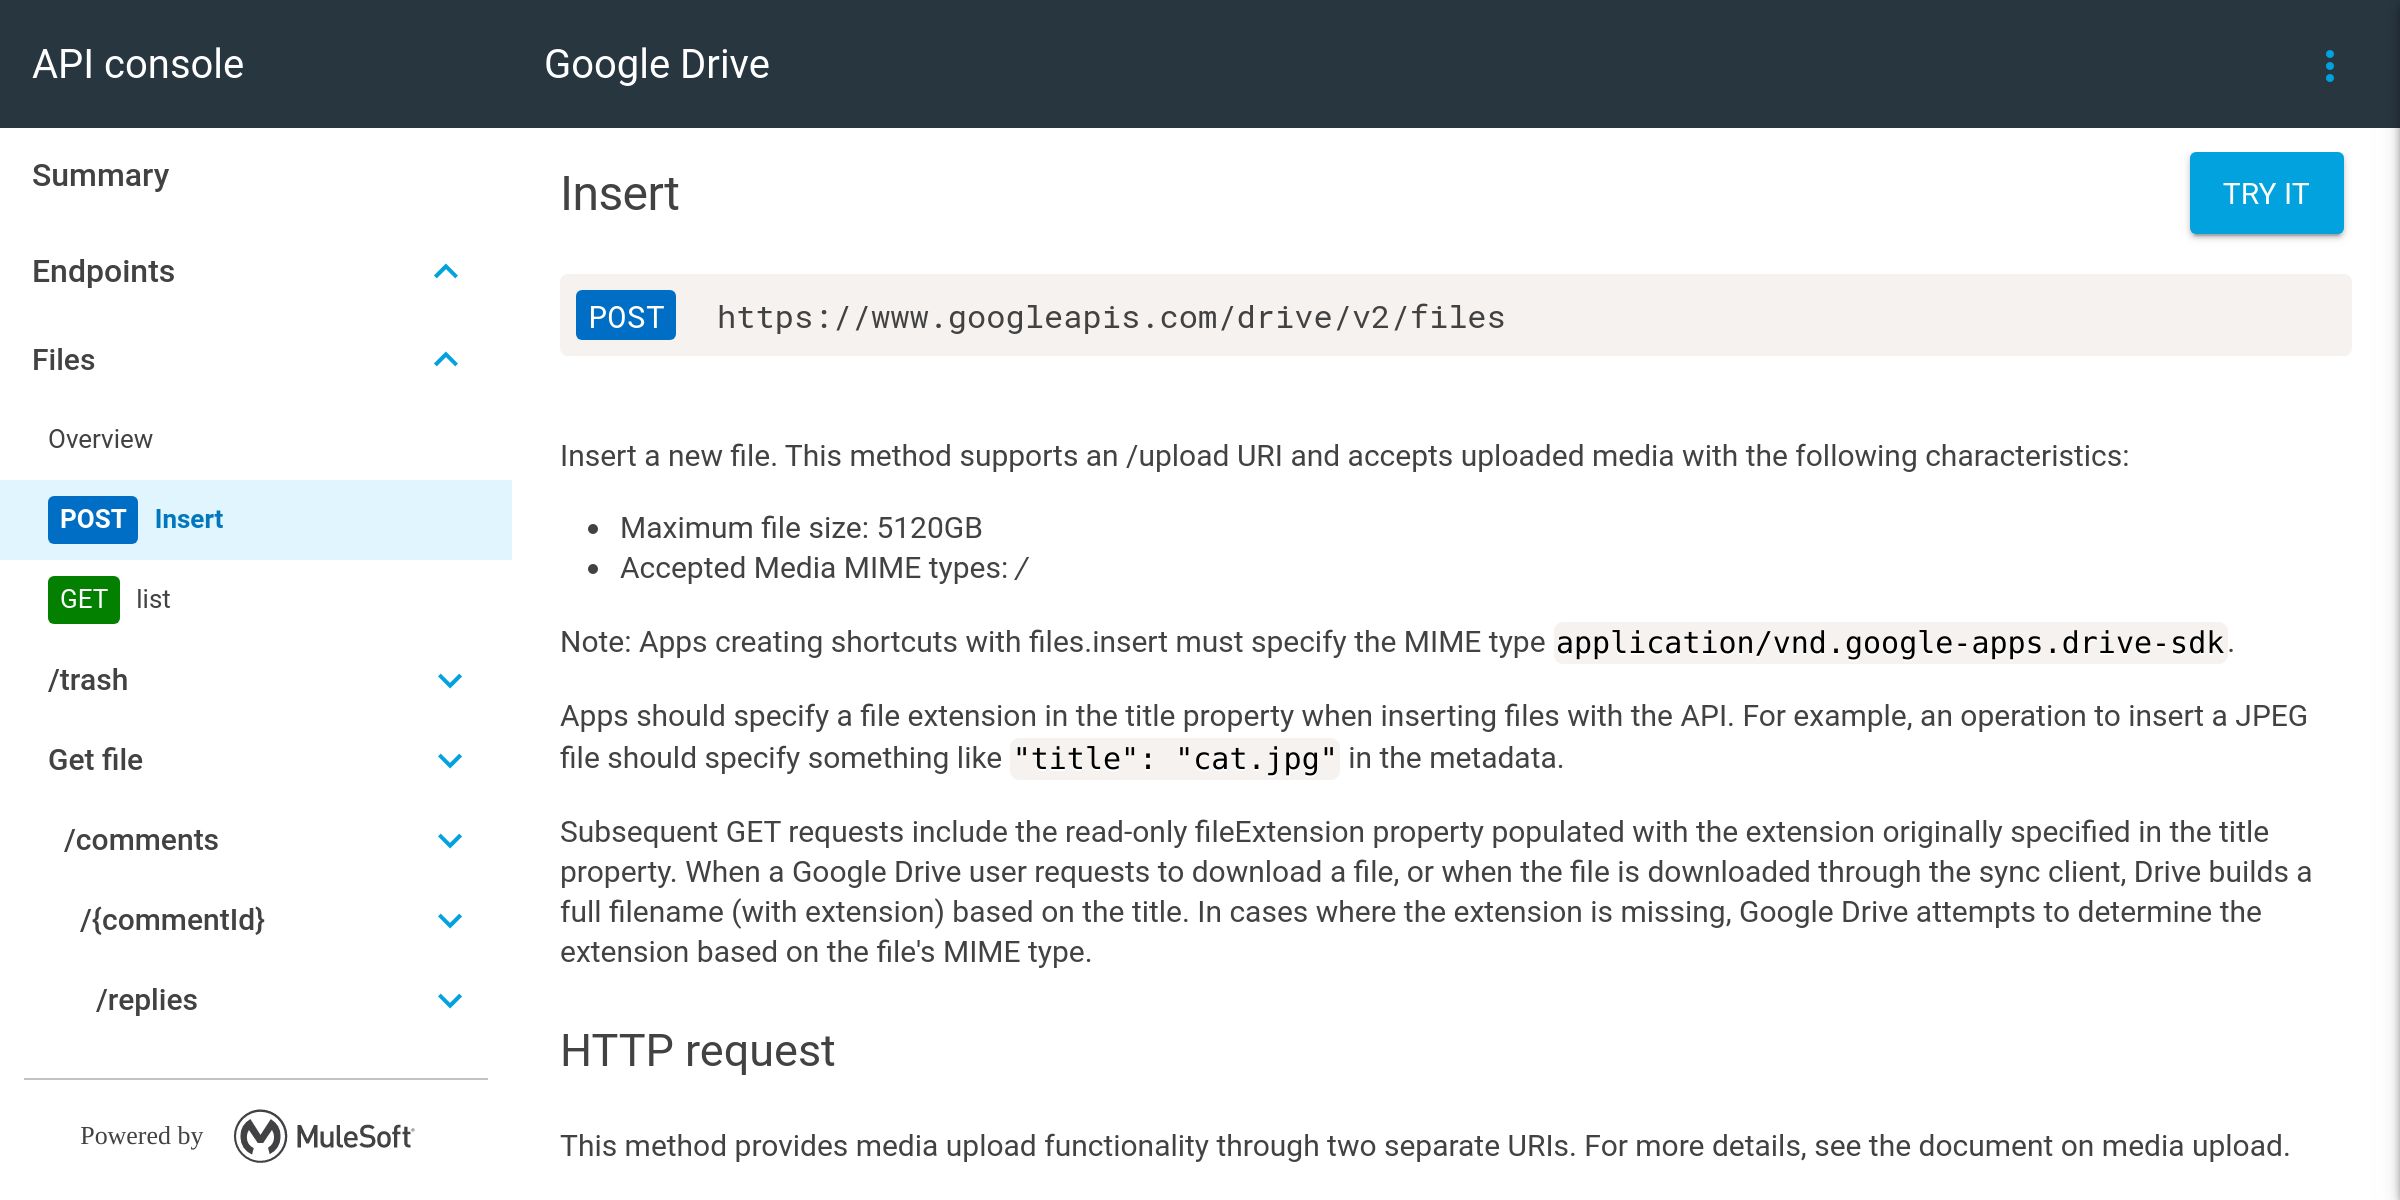 API console
Google Drive
Summary
Endpoints
Files
Overview
POST Insert
GET list
/trash
Get file
/comments
/{commentId}
/replies
Powered by MuleSoft
Insert
TRY IT
POST https://www.googleapis.com/drive/v2/files
Insert a new file. This method supports an /upload URI and accepts uploaded media with the following characteristics:
• Maximum file size: 5120GB
• Accepted Media MIME types: /
Note: Apps creating shortcuts with files.insert must specify the MIME type application/vnd.google-apps.drive-sdk.
Apps should specify a file extension in the title property when inserting files with the API. For example, an operation to insert a JPEG
file should specify something like "title": "cat.jpg" in the metadata.
Subsequent GET requests include the read-only fileExtension property populated with the extension originally specified in the title
property. When a Google Drive user requests to download a file, or when the file is downloaded through the sync client, Drive builds a
full filename (with extension) based on the title. In cases where the extension is missing, Google Drive attempts to determine the
extension based on the file's MIME type.
HTTP request
This method provides media upload functionality through two separate URIs. For more details, see the document on media upload.